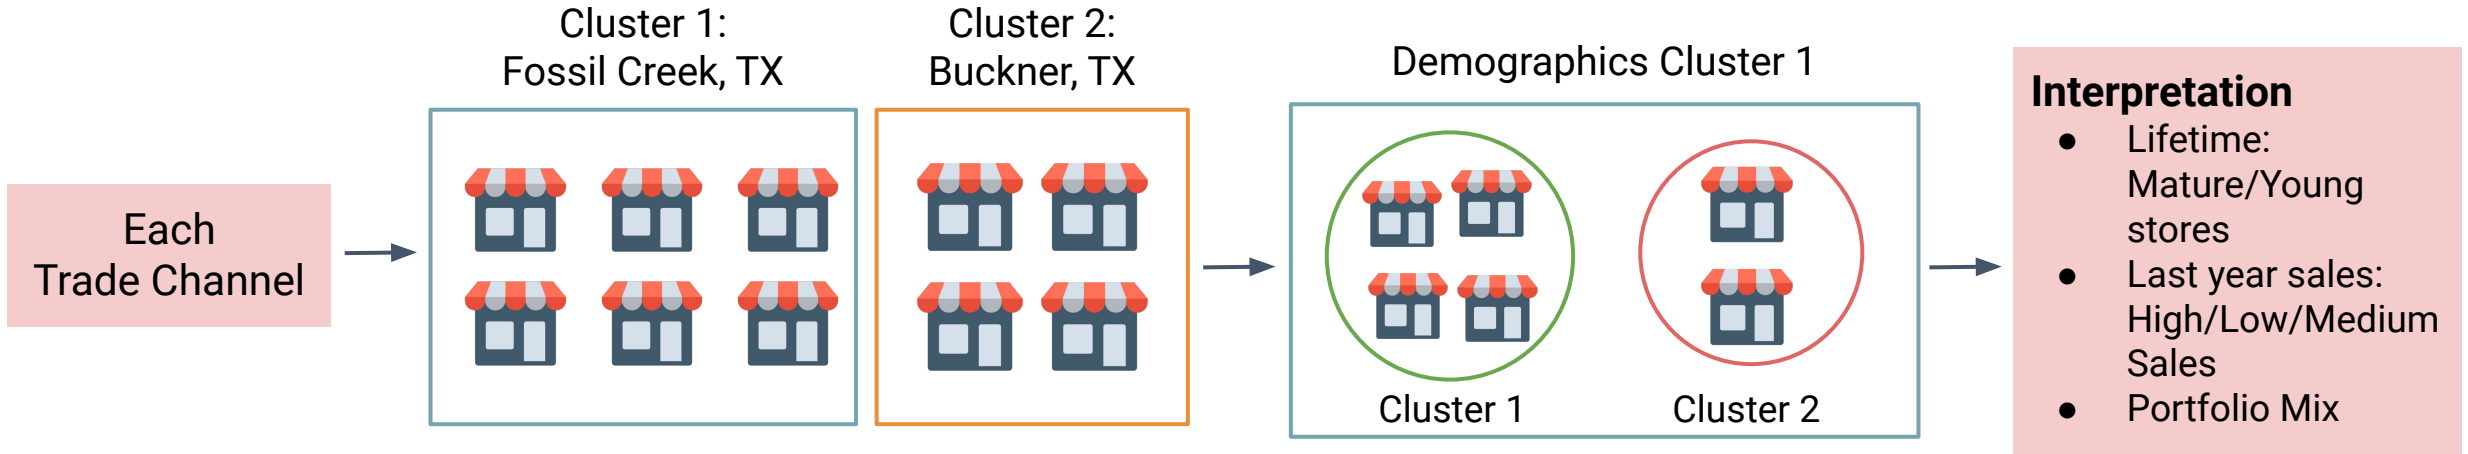 Each
Trade Channel
Cluster 1:
Fossil Creek, TX
Cluster 2:
Buckner, TX
Demographics Cluster 1
Cluster 1
Cluster 2
Interpretation
● Lifetime:
Mature/Young
stores
● Last year sales:
High/Low/Medium
Sales
● Portfolio Mix